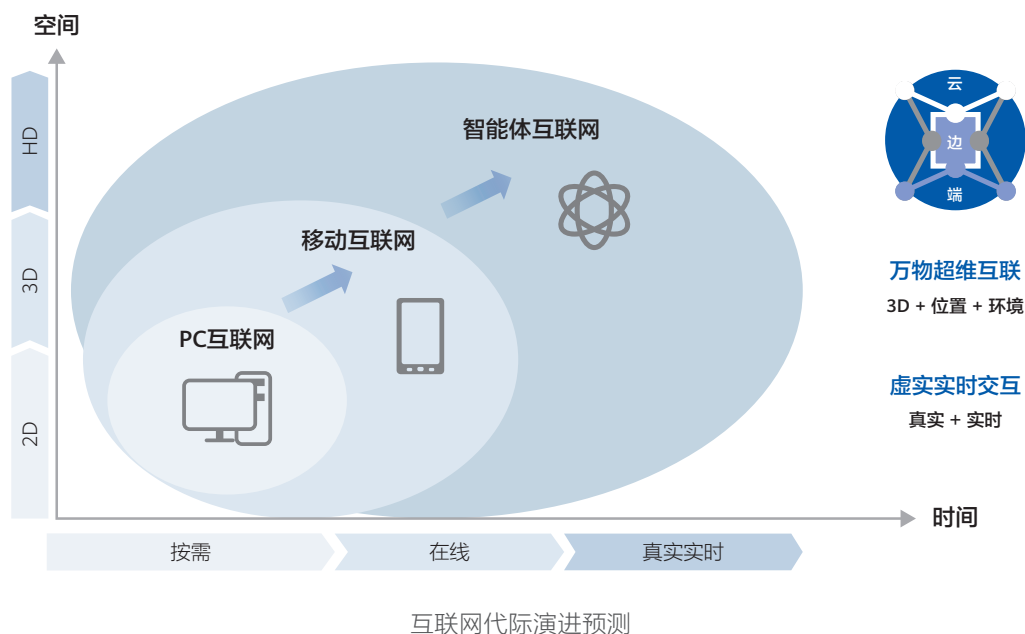 空间
HD
3D
2D
智能体互联网
移动互联网
PC互联网
云
边
端
万物超维互联
3D + 位置 + 环境
虚实实时交互
真实 + 实时
时间
按需
在线
真实实时
互联网代际演进预测